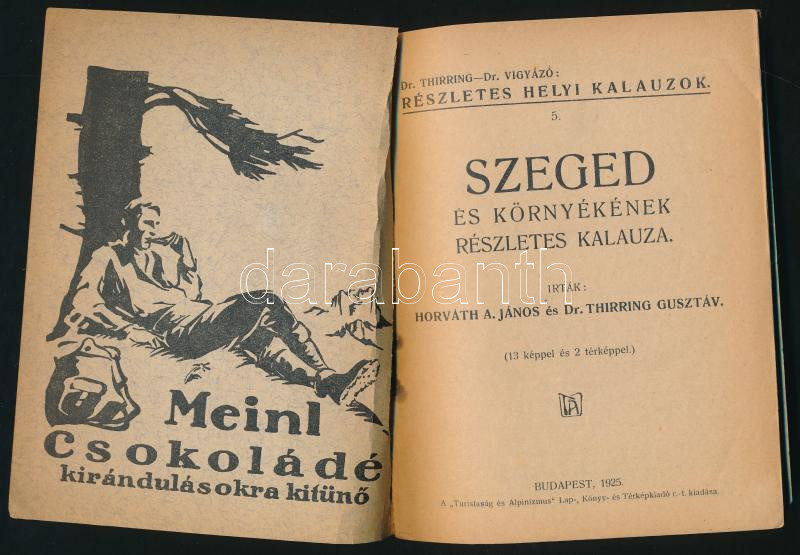 Meinl
Csokoládé
kirándulásokra kitünő
Dr. THIRRING—Dr. VIGYÁZÓ:
RÉSZLETES HELYI KALAUZOK.
5.
SZEGED
ÉS KÖRNYÉKÉNEK
RÉSZLETES KALAUZA.
darabanth
IRTÁK:
HORVÁTH A. JÁNOS és Dr. THIRRING GUSZTÁV.
(13 képpel és 2 térképpel.)
BUDAPEST, 1925.
A „Turistaság és Alpinizmus" Lap-, Könyv- és Térképkiadó r.-t. kiadása.